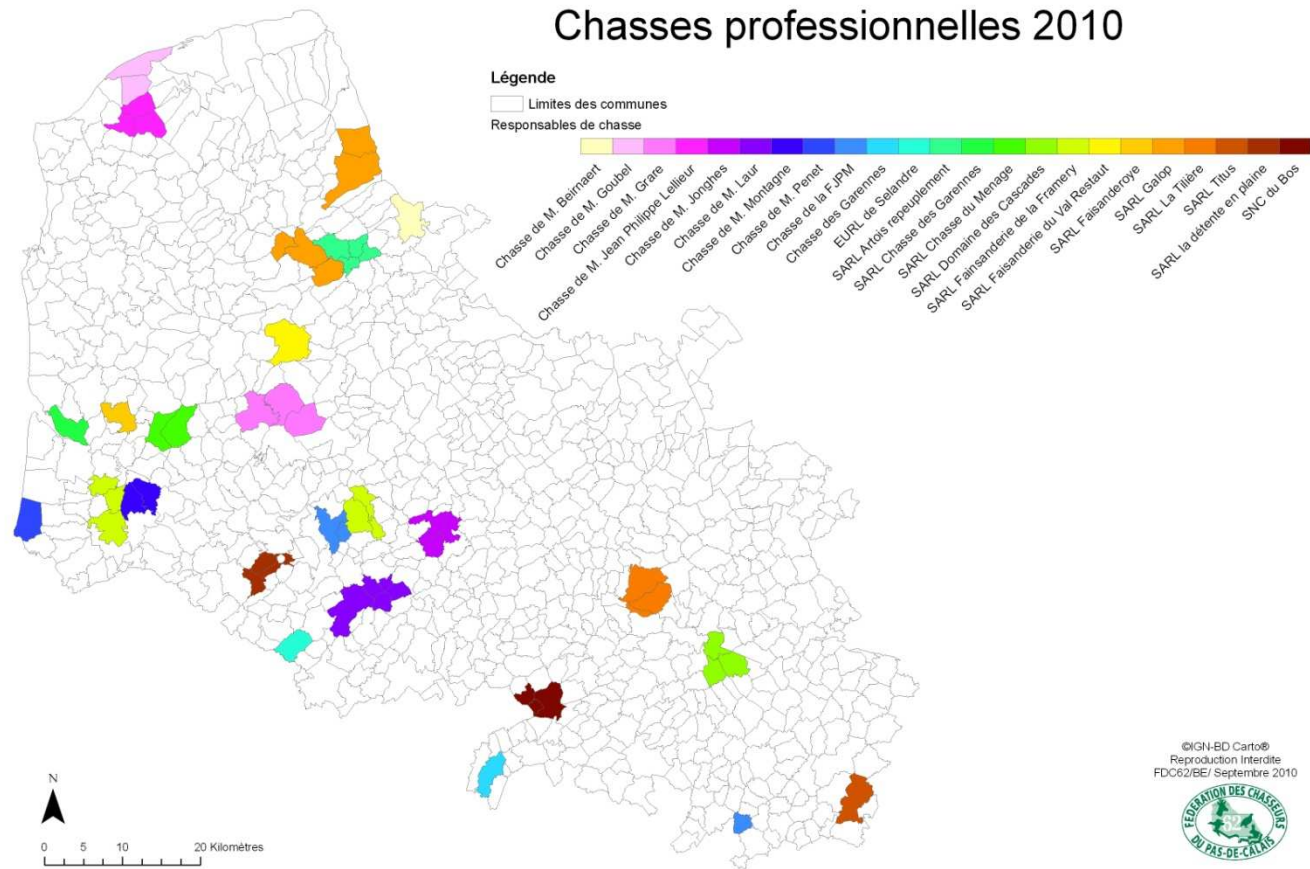 Chasses professionnelles 2010
Légende
Limites des communes
Responsables de chasse
Chasse de M. Beirnaert
Chasse de M. Goubel
Chasse de M. Grare
Chasse de M. Jean Philippe Lellieur
Chasse de M. Jonghes
Chasse de M. Laur
Chasse de M. Montagne
Chasse de M. Penet
Chasse de la FJPM
Chasse des Garennes
EURL de Selandre
SARL Artois repeuplement
SARL Chasse des Garennes
SARL Chasse du Menage
SARL Domaine des Cascades
SARL Fainsanderie de la Framery
SARL Faisanderie du Val Restaut
SARL Faisanderoye
SARL Galop
SARL La Tilière
SARL Titus
SARL la détente en plaine
SNC du Bos
N
0 5 10 20 Kilomètres
©IGN-BD Carto®
Reproduction Interdite
FDC62/BE/ Septembre 2010
FEDERATION DES CHASSEURS
62
DU PAS-DE-CALAIS